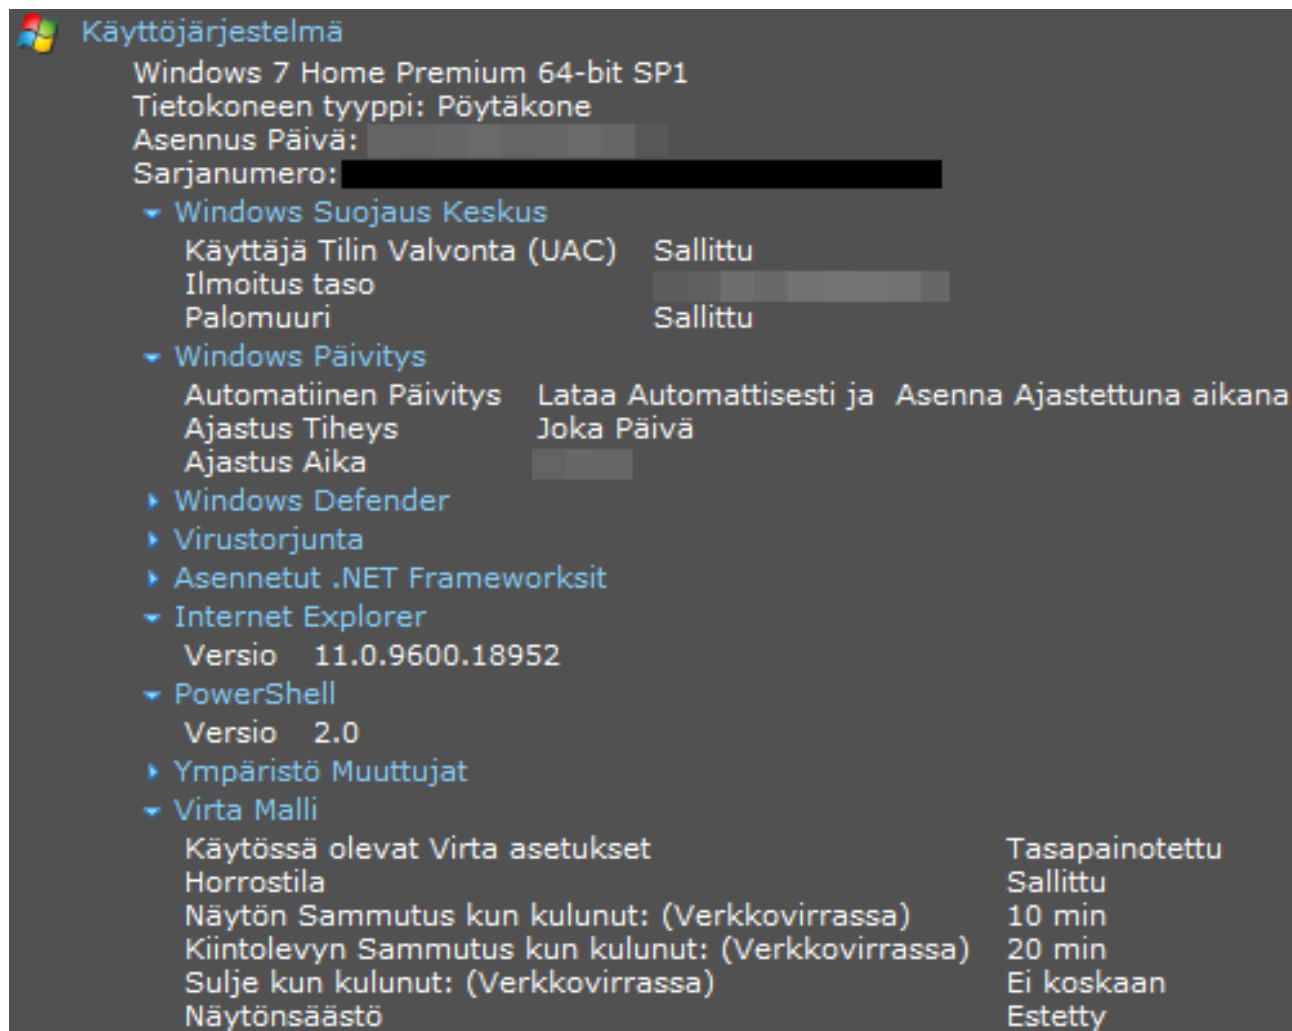 Käyttöjärjestelmä
Windows 7 Home Premium 64-bit SP1
Tietokoneen tyyppi: Pöytäkone
Asennus Päivä:
Sarjanumero:
Windows Suojaus Keskus
Käyttäjä Tilin Valvonta (UAC) Sallittu
Ilmoitus taso
Palomuuri Sallittu
Windows Päivitys
Automatiinen Päivitys Lataa Automattisesti ja Asenna Ajastettuna aikana
Ajastus Tiheys Joka Päivä
Ajastus Aika
Windows Defender
Virustorjunta
Asennetut .NET Frameworksit
Internet Explorer
Versio 11.0.9600.18952
PowerShell
Versio 2.0
Ympäristö Muuttujat
Virta Malli
Käytössä olevat Virta asetukset Tasapainotettu
Horrostila Sallittu
Näytön Sammutus kun kulunut: (Verkkovirrassa) 10 min
Kiintolevyn Sammutus kun kulunut: (Verkkovirrassa) 20 min
Sulje kun kulunut: (Verkkovirrassa) Ei koskaan
Näytönsäästö Estetty